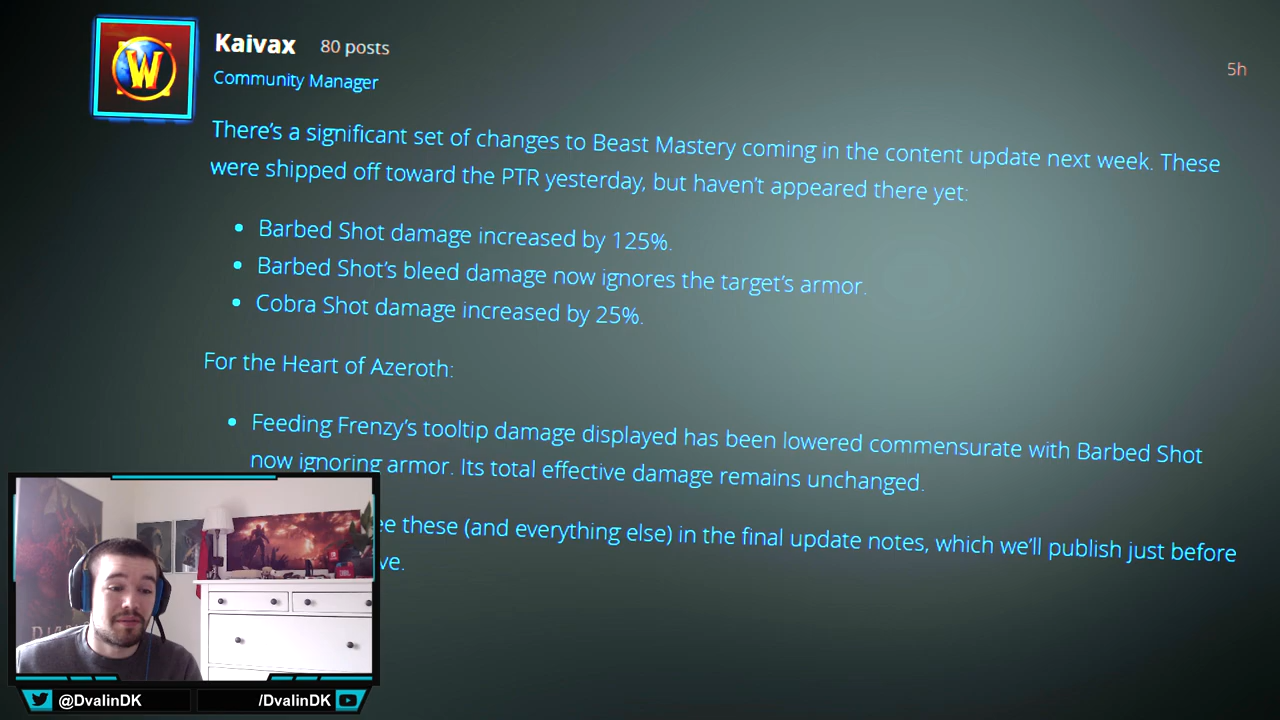 Kaivax 80 posts
Community Manager
5h
There's a significant set of changes to Beast Mastery coming in the content update next week. These
were shipped off toward the PTR yesterday, but haven't appeared there yet:
• Barbed Shot damage increased by 125%.
• Barbed Shot's bleed damage now ignores the target's armor.
• Cobra Shot damage increased by 25%.
For the Heart of Azeroth:
• Feeding Frenzy's tooltip damage displayed has been lowered commensurate with Barbed Shot
now ignoring armor. Its total effective damage remains unchanged.
these (and everything else) in the final update notes, which we'll publish just before
@DvalinDK
/DvalinDK